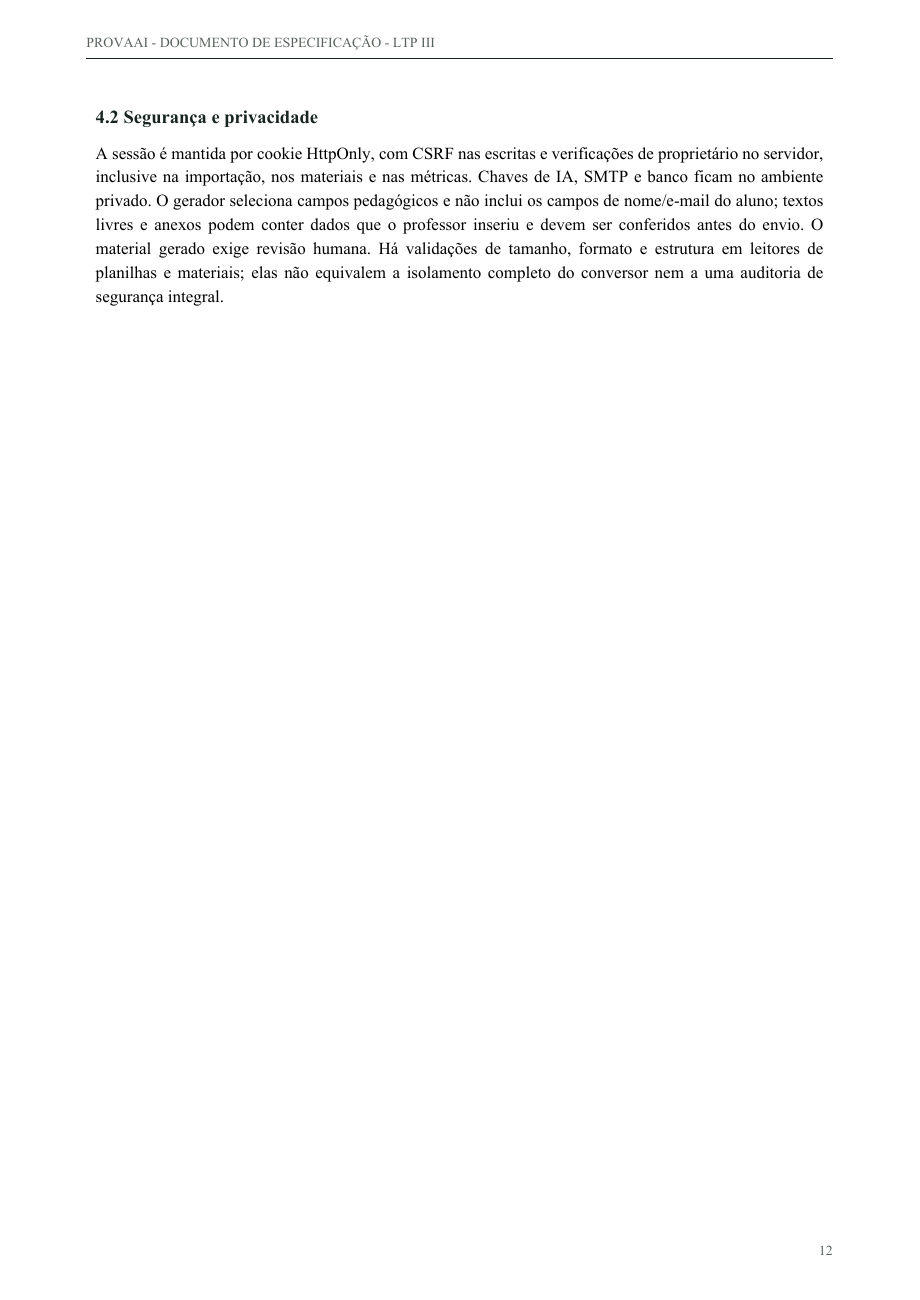 PROVAAI - DOCUMENTO DE ESPECIFICAÇÃO - LTP III
4.2 Segurança e privacidade
A sessão é mantida por cookie HttpOnly, com CSRF nas escritas e verificações de proprietário no servidor,
inclusive na importação, nos materiais e nas métricas. Chaves de IA, SMTP e banco ficam no ambiente
privado. O gerador seleciona campos pedagógicos e não inclui os campos de nome/e-mail do aluno; textos
livres e anexos podem conter dados que o professor inseriu e devem ser conferidos antes do envio. O
material gerado exige revisão humana. Há validações de tamanho, formato e estrutura em leitores de
planilhas e materiais; elas não equivalem a isolamento completo do conversor nem a uma auditoria de
segurança integral.
12